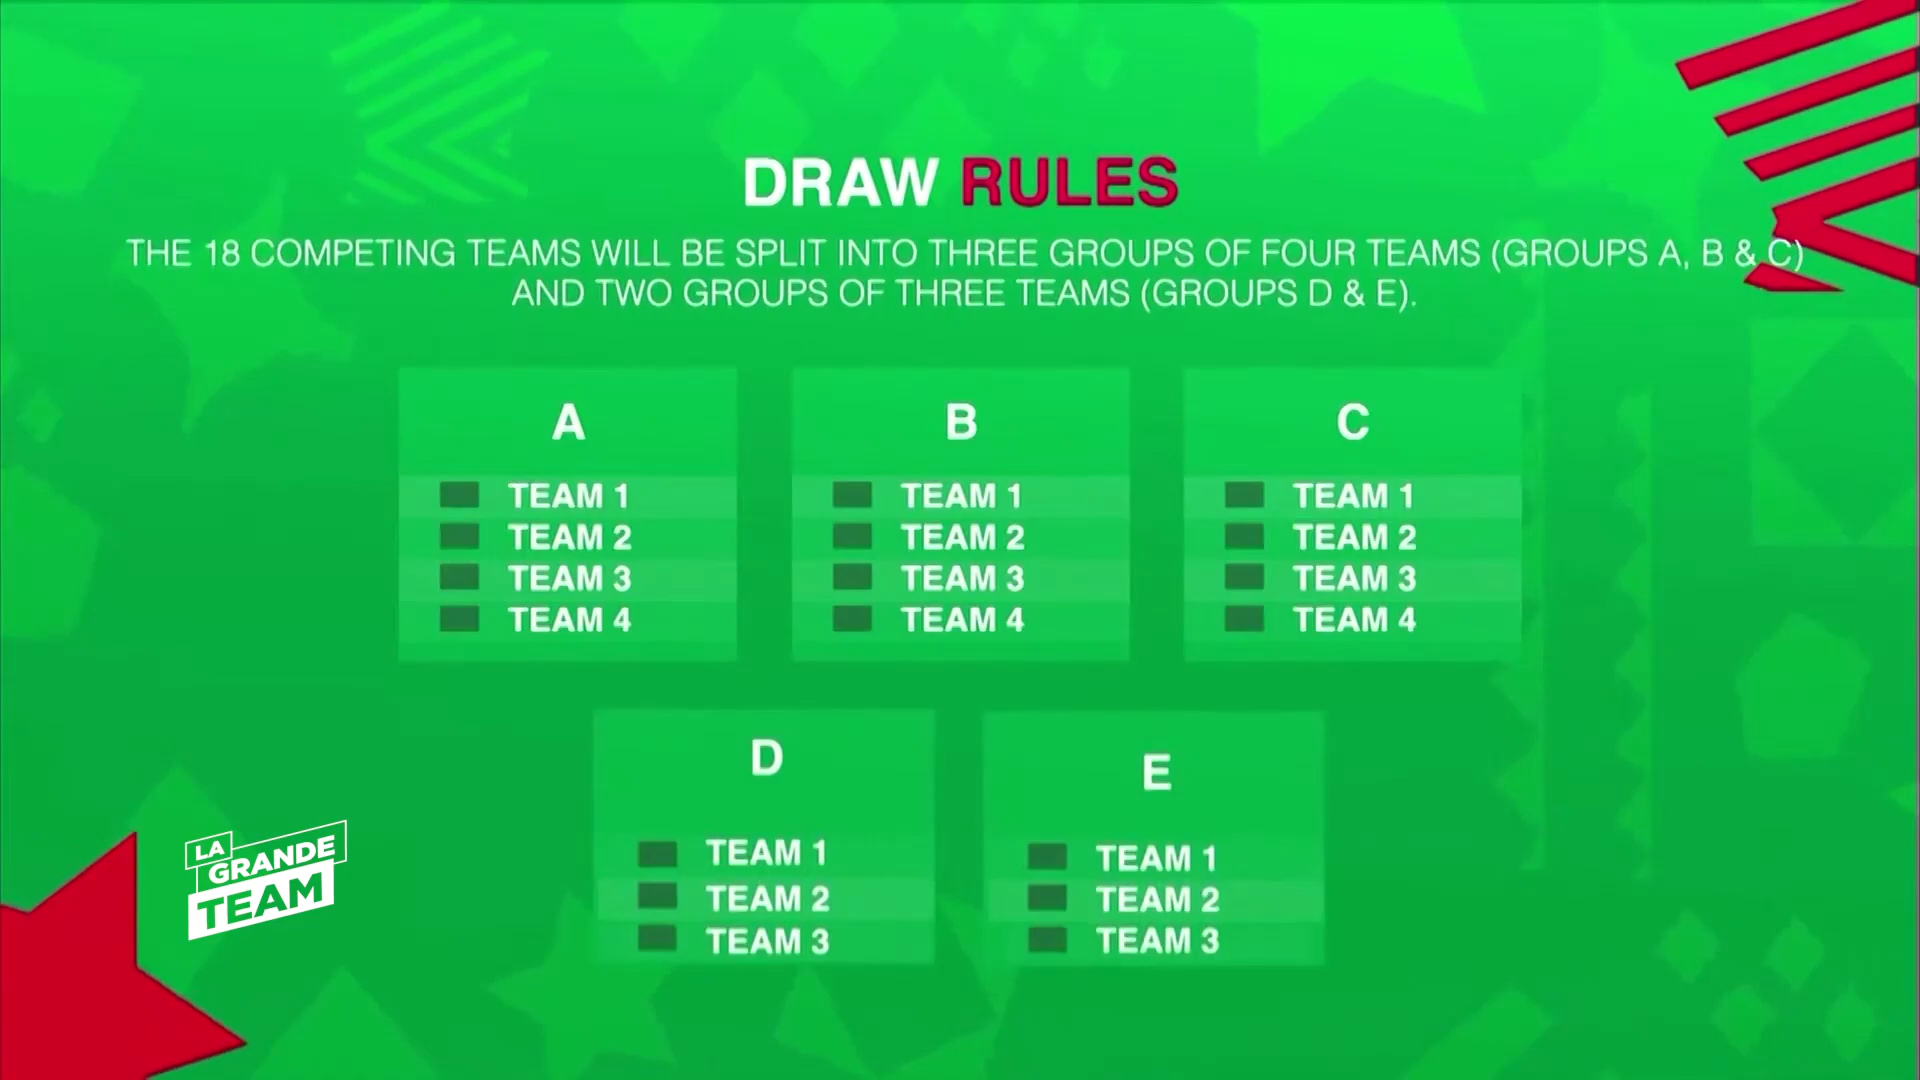 DRAW RULES
THE 18 COMPETING TEAMS WILL BE SPLIT INTO THREE GROUPS OF FOUR TEAMS (GROUPS A, B & C)
AND TWO GROUPS OF THREE TEAMS (GROUPS D & E).
A
TEAM 1
TEAM 2
TEAM 3
TEAM 4
B
TEAM 1
TEAM 2
TEAM 3
TEAM 4
C
TEAM 1
TEAM 2
TEAM 3
TEAM 4
D
TEAM 1
TEAM 2
TEAM 3
E
TEAM 1
TEAM 2
TEAM 3
LA
GRANDE
TEAM